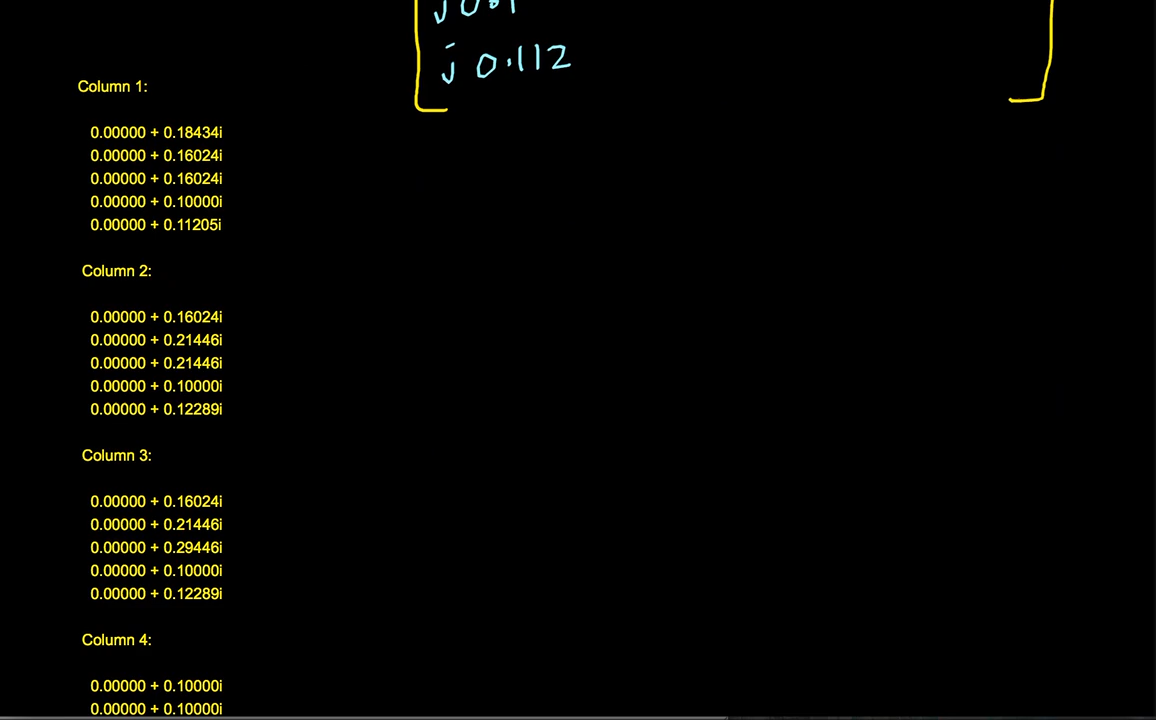 j 0.1
j 0.112
Column 1:
0.00000 + 0.18434i
0.00000 + 0.16024i
0.00000 + 0.16024i
0.00000 + 0.10000i
0.00000 + 0.11205i
Column 2:
0.00000 + 0.16024i
0.00000 + 0.21446i
0.00000 + 0.21446i
0.00000 + 0.10000i
0.00000 + 0.12289i
Column 3:
0.00000 + 0.16024i
0.00000 + 0.21446i
0.00000 + 0.29446i
0.00000 + 0.10000i
0.00000 + 0.12289i
Column 4:
0.00000 + 0.10000i
0.00000 + 0.10000i